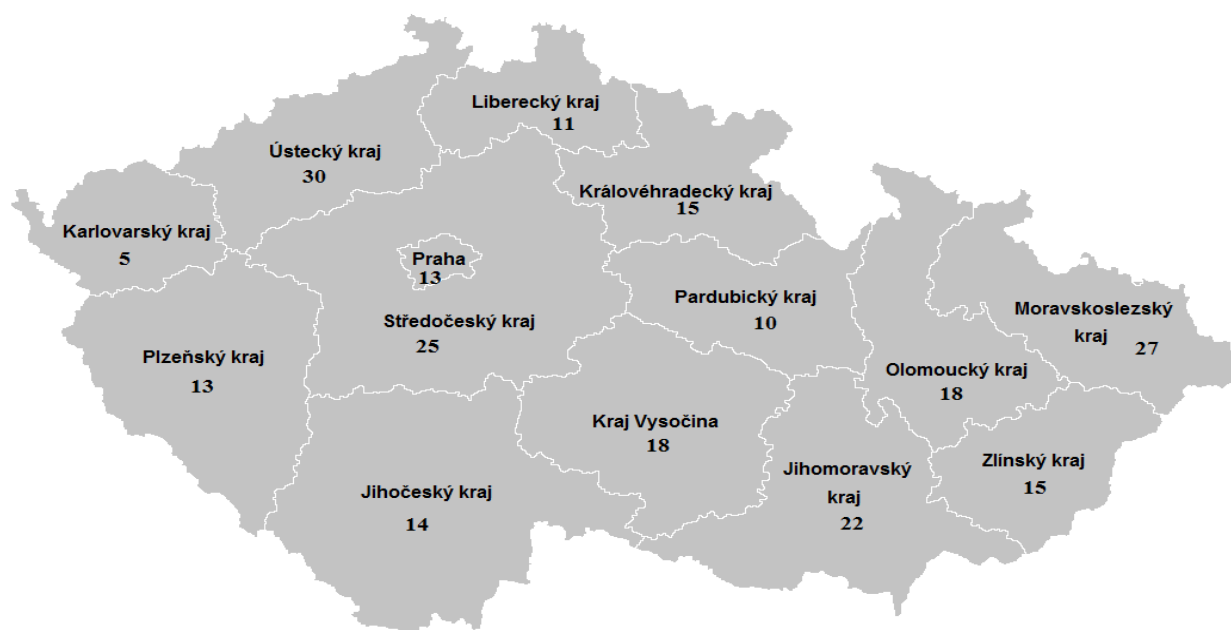 Liberecký kraj
11
Ústecký kraj
30
Královéhradecký kraj
15
Karlovarský kraj
5
Praha
13
Pardubický kraj
10
Moravskoslezský
kraj 27
Středočeský kraj
25
Plzeňský kraj
13
Olomoucký kraj
18
Kraj Vysočina
18
Zlínský kraj
15
Jihomoravský
kraj
22
Jihočeský kraj
14